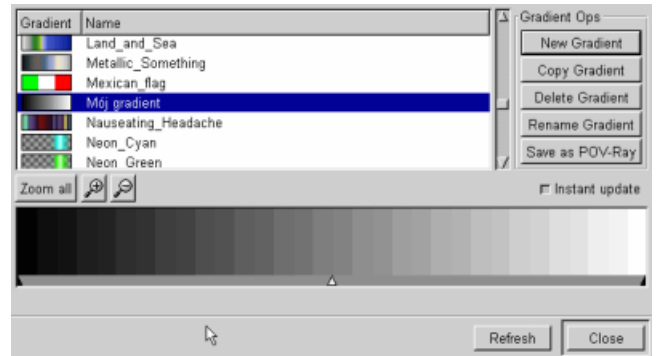 Gradient Name
Land_and_Sea
Metallic_Something
Mexican_flag
Mój gradient
Nauseating_Headache
Neon_Cyan
Neon_Green
Gradient Ops
New Gradient
Copy Gradient
Delete Gradient
Rename Gradient
Save as POV-Ray
Zoom all
Instant update
Refresh Close